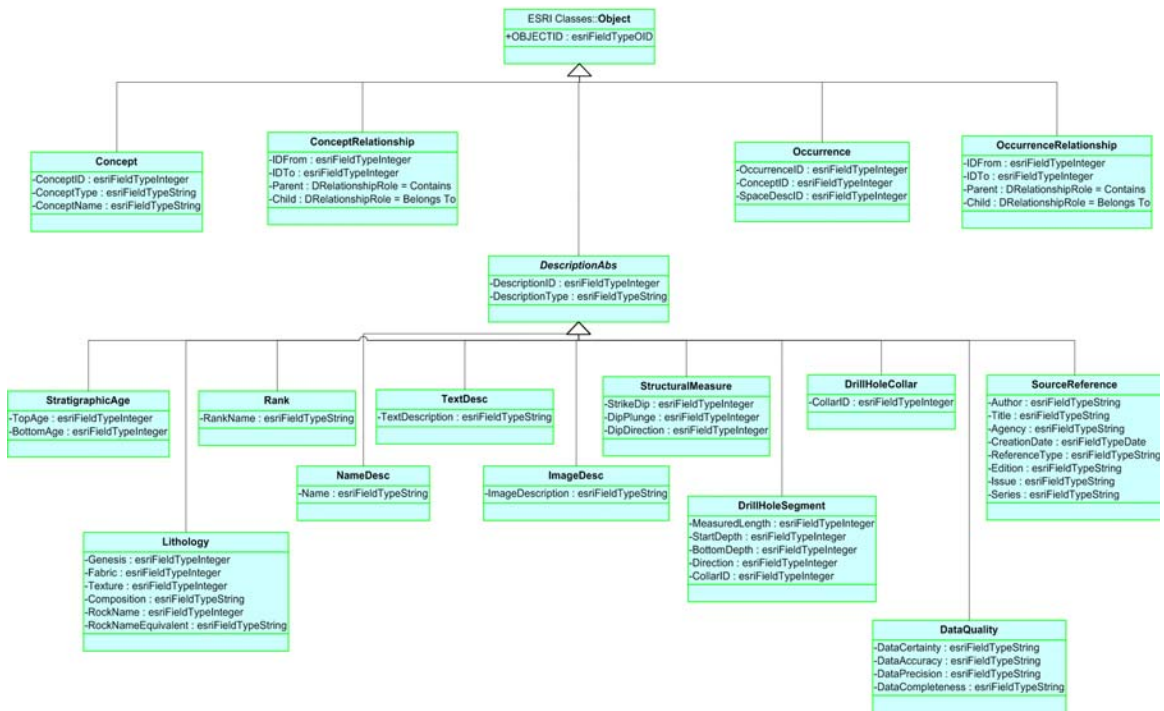 ESRI Classes::Object
+OBJECTID : esriFieldTypeOID
Concept
-ConceptID : esriFieldTypeInteger
-ConceptType : esriFieldTypeString
-ConceptName : esriFieldTypeString
ConceptRelationship
-IDFrom : esriFieldTypeInteger
-IDTo : esriFieldTypeInteger
-Parent : DRelationshipRole = Contains
-Child : DRelationshipRole = Belongs To
Occurrence
-OccurrenceID : esriFieldTypeInteger
-ConceptID : esriFieldTypeInteger
-SpaceDescID : esriFieldTypeInteger
OccurrenceRelationship
-IDFrom : esriFieldTypeInteger
-IDTo : esriFieldTypeInteger
-Parent : DRelationshipRole = Contains
-Child : DRelationshipRole = Belongs To
DescriptionAbs
-DescriptionID : esriFieldTypeInteger
-DescriptionType : esriFieldTypeString
StratigraphicAge
-TopAge : esriFieldTypeInteger
-BottomAge : esriFieldTypeInteger
Rank
-RankName : esriFieldTypeString
TextDesc
-TextDescription : esriFieldTypeString
StructuralMeasure
-StrikeDip : esriFieldTypeInteger
-DipPlunge : esriFieldTypeInteger
-DipDirection : esriFieldTypeInteger
DrillHoleCollar
-CollarID : esriFieldTypeInteger
SourceReference
-Author : esriFieldTypeString
-Title : esriFieldTypeString
-Agency : esriFieldTypeString
-CreationDate : esriFieldTypeDate
-ReferenceType : esriFieldTypeString
-Edition : esriFieldTypeString
-Issue : esriFieldTypeString
-Series : esriFieldTypeString
NameDesc
-Name : esriFieldTypeString
ImageDesc
-ImageDescription : esriFieldTypeString
DrillHoleSegment
-MeasuredLength : esriFieldTypeInteger
-StartDepth : esriFieldTypeInteger
-BottomDepth : esriFieldTypeInteger
-Direction : esriFieldTypeInteger
-CollarID : esriFieldTypeInteger
Lithology
-Genesis : esriFieldTypeInteger
-Fabric : esriFieldTypeInteger
-Texture : esriFieldTypeInteger
-Composition : esriFieldTypeString
-RockName : esriFieldTypeInteger
-RockNameEquivalent : esriFieldTypeString
DataQuality
-DataCertainty : esriFieldTypeString
-DataAccuracy : esriFieldTypeString
-DataPrecision : esriFieldTypeString
-DataCompleteness : esriFieldTypeString